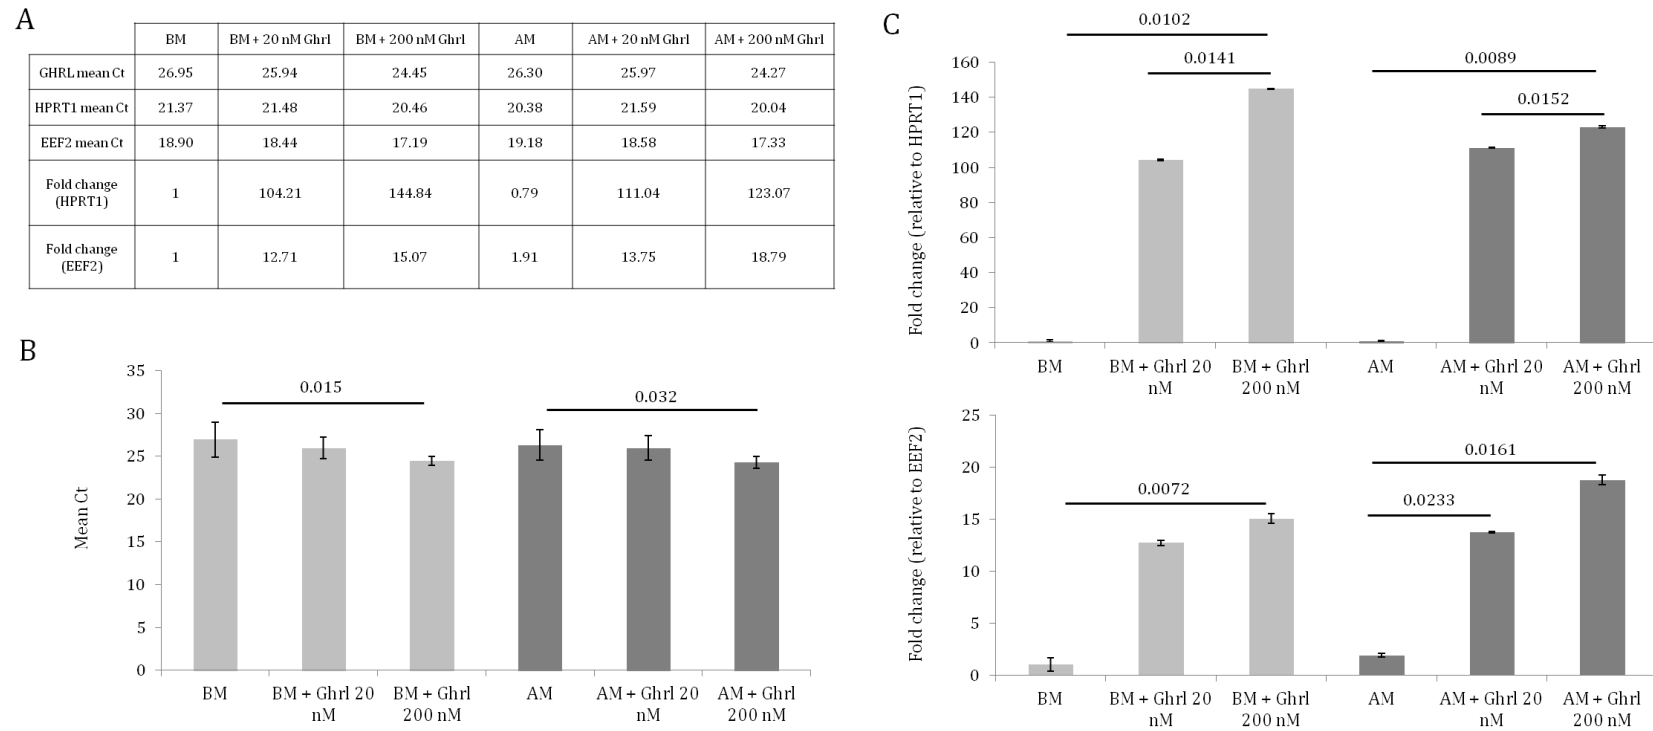 A
BM BM + 20 nM Ghrl BM + 200 nM Ghrl AM AM + 20 nM Ghrl AM + 200 nM Ghrl
GHRL mean Ct 26.95 25.94 24.45 26.30 25.97 24.27
HPRT1 mean Ct 21.37 21.48 20.46 20.38 21.59 20.04
EEF2 mean Ct 18.90 18.44 17.19 19.18 18.58 17.33
Fold change
(HPRT1) 1 104.21 144.84 0.79 111.04 123.07
Fold change
(EEF2) 1 12.71 15.07 1.91 13.75 18.79
B
Mean Ct
35
30
25
20
15
10
5
0
0.015
0.032
BM BM + Ghrl 20 BM + Ghrl AM AM + Ghrl 20 AM + Ghrl
nM 200 nM nM 200 nM
C
Fold change (relative to HPRT1)
160
140
120
100
80
60
40
20
0
0.0102
0.0141
0.0089
0.0152
BM BM + Ghrl 20 BM + Ghrl AM AM + Ghrl 20 AM + Ghrl
nM 200 nM nM 200 nM
Fold change (relative to EEF2)
25
20
15
10
5
0
0.0072
0.0161
0.0233
BM BM + Ghrl 20 BM + Ghrl AM AM + Ghrl 20 AM + Ghrl
nM 200 nM nM 200 nM